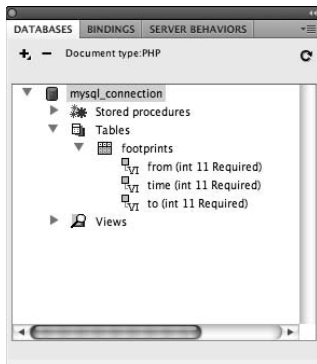 DATABASES BINDINGS SERVER BEHAVIORS
Document type:PHP
mysql_connection
Stored procedures
Tables
footprints
from (int 11 Required)
time (int 11 Required)
to (int 11 Required)
Views